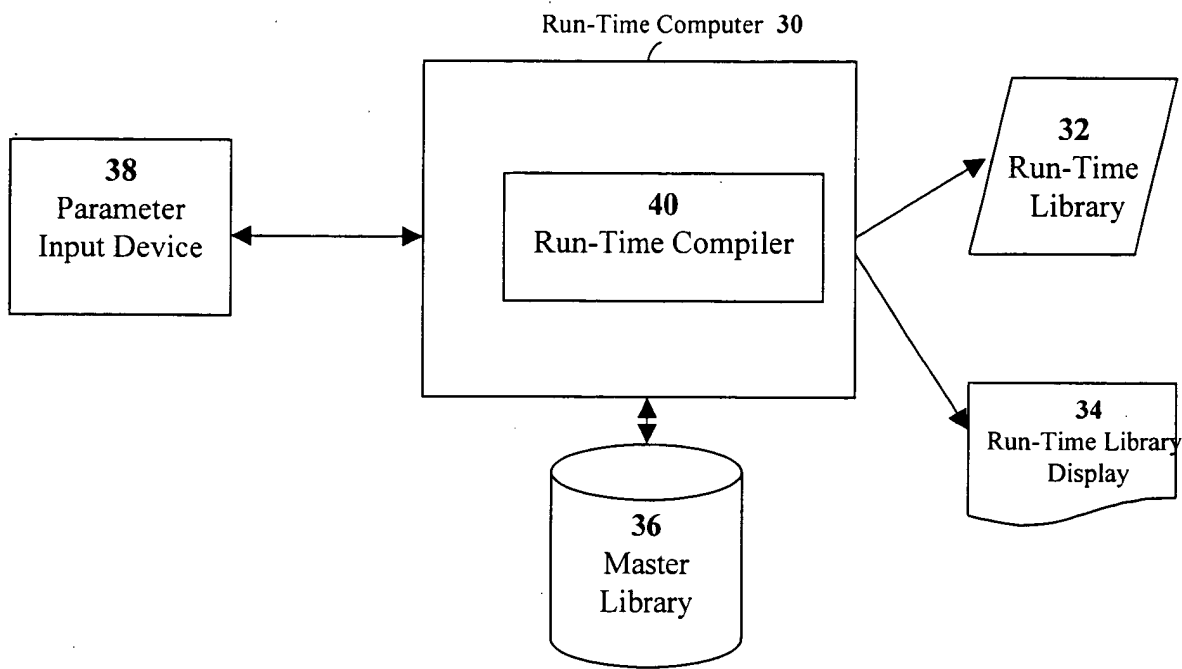 Run-Time Computer 30
38
Parameter
Input Device
40
Run-Time Compiler
32
Run-Time
Library
34
Run-Time Library
Display
36
Master
Library